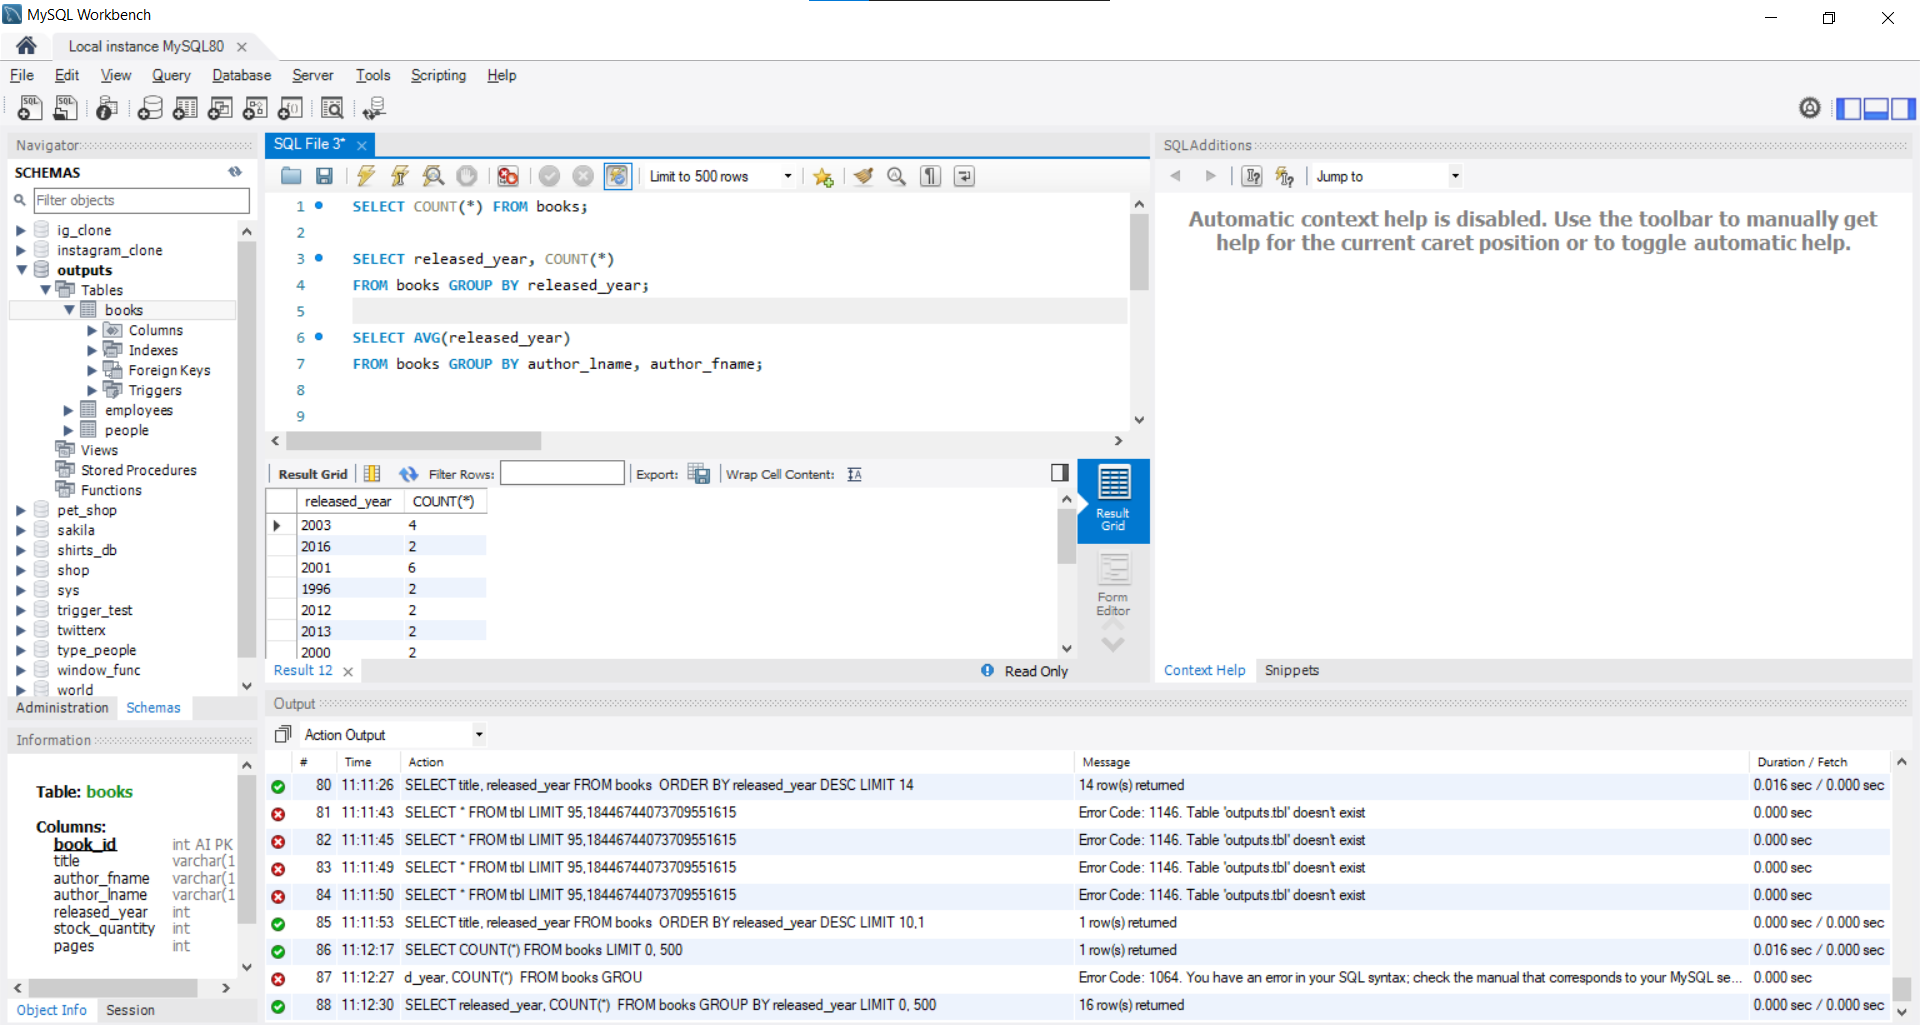 MySQL Workbench
Local instance MySQL80
File Edit View Query Database Server Tools Scripting Help
Navigator
SCHEMAS
Filter objects
ig_clone
instagram_clone
outputs
Tables
books
Columns
Indexes
Foreign Keys
Triggers
employees
people
Views
Stored Procedures
Functions
pet_shop
sakila
shirts_db
shop
sys
trigger_test
twitterx
type_people
window_func
world
Administration Schemas
Information
Table: books
Columns:
book_id int AI PK
title varchar(1
author_fname varchar(1
author_lname varchar(1
released_year int
stock_quantity int
pages int
Object Info Session
SQL File 3*
Limit to 500 rows
1 SELECT COUNT(*) FROM books;
2
3 SELECT released_year, COUNT(*)
4 FROM books GROUP BY released_year;
5
6 SELECT AVG(released_year)
7 FROM books GROUP BY author_lname, author_fname;
8
9
Result Grid Filter Rows: Export: Wrap Cell Content:
released_year COUNT(*)
2003 4
2016 2
2001 6
1996 2
2012 2
2013 2
2000 2
Result Grid
Form Editor
Result 12 Read Only
SQLAdditions
Jump to
Automatic context help is disabled. Use the toolbar to manually get
help for the current caret position or to toggle automatic help.
Context Help Snippets
Output
Action Output
# Time Action Message Duration / Fetch
80 11:11:26 SELECT title, released_year FROM books ORDER BY released_year DESC LIMIT 14 14 row(s) returned 0.016 sec / 0.000 sec
81 11:11:43 SELECT * FROM tbl LIMIT 95,18446744073709551615 Error Code: 1146. Table 'outputs.tbl' doesn't exist 0.000 sec
82 11:11:45 SELECT * FROM tbl LIMIT 95,18446744073709551615 Error Code: 1146. Table 'outputs.tbl' doesn't exist 0.000 sec
83 11:11:49 SELECT * FROM tbl LIMIT 95,18446744073709551615 Error Code: 1146. Table 'outputs.tbl' doesn't exist 0.000 sec
84 11:11:50 SELECT * FROM tbl LIMIT 95,18446744073709551615 Error Code: 1146. Table 'outputs.tbl' doesn't exist 0.000 sec
85 11:11:53 SELECT title, released_year FROM books ORDER BY released_year DESC LIMIT 10,1 1 row(s) returned 0.000 sec / 0.000 sec
86 11:12:17 SELECT COUNT(*) FROM books LIMIT 0, 500 1 row(s) returned 0.016 sec / 0.000 sec
87 11:12:27 d_year, COUNT(*) FROM books GROU Error Code: 1064. You have an error in your SQL syntax; check the manual that corresponds to your MySQL se... 0.000 sec
88 11:12:30 SELECT released_year, COUNT(*) FROM books GROUP BY released_year LIMIT 0, 500 16 row(s) returned 0.000 sec / 0.000 sec